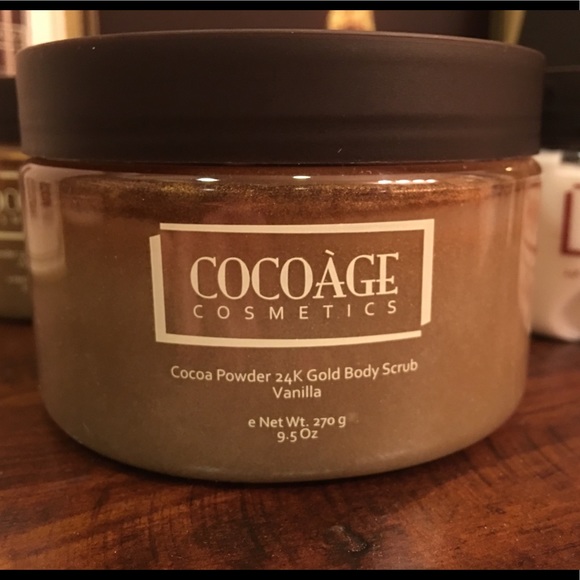 COCOÀGE
COSMETICS
Cocoa Powder 24K Gold Body Scrub
Vanilla
e Net Wt. 270 g
9.5 Oz